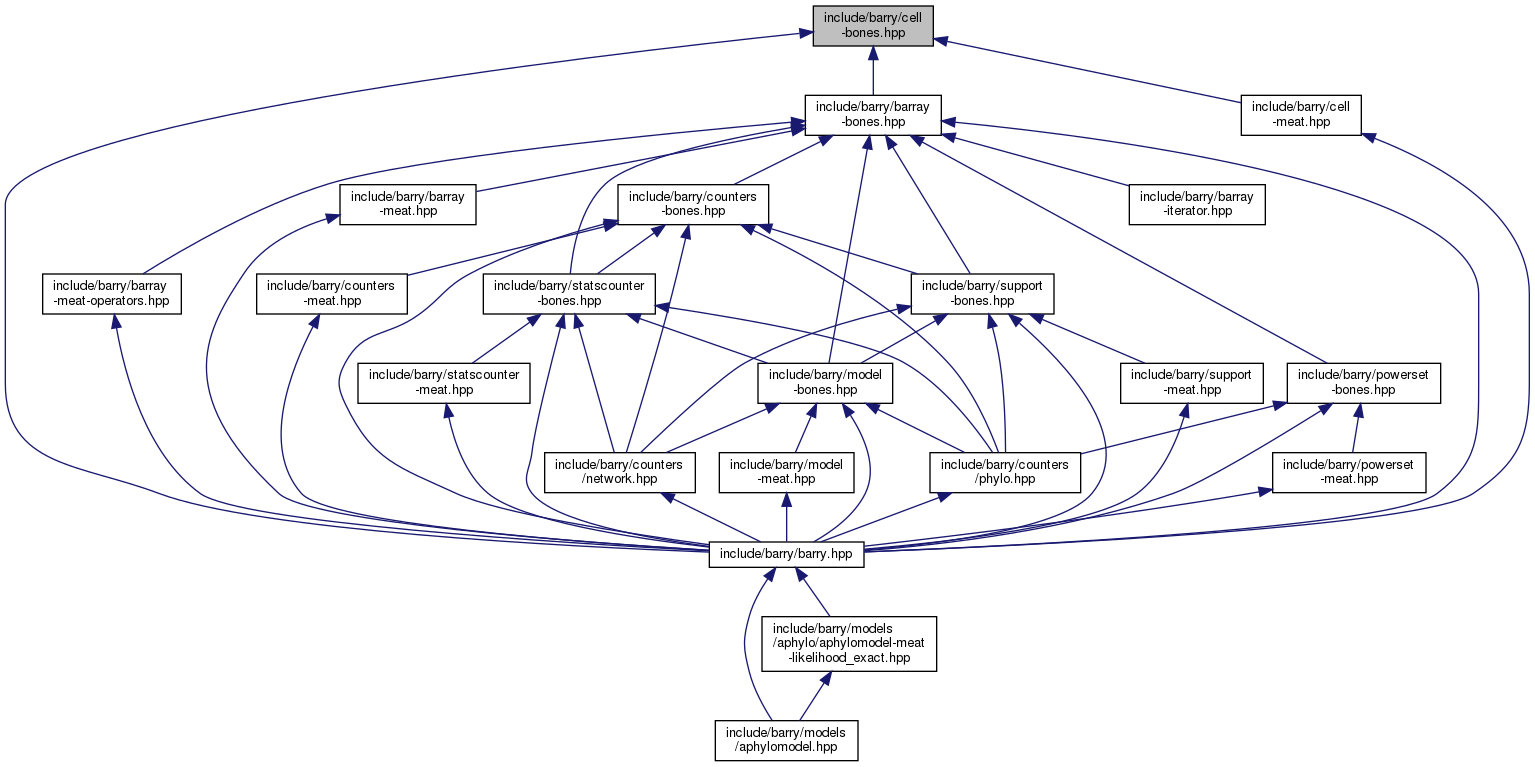 include/barry/cell
-bones.hpp
include/barry/barray
-bones.hpp
include/barry/cell
-meat.hpp
include/barry/barray
-meat.hpp
include/barry/counters
-bones.hpp
include/barry/barray
-iterator.hpp
include/barry/barray
-meat-operators.hpp
include/barry/counters
-meat.hpp
include/barry/statscounter
-bones.hpp
include/barry/support
-bones.hpp
include/barry/statscounter
-meat.hpp
include/barry/model
-bones.hpp
include/barry/support
-meat.hpp
include/barry/powerset
-bones.hpp
include/barry/counters
/network.hpp
include/barry/model
-meat.hpp
include/barry/counters
/phylo.hpp
include/barry/powerset
-meat.hpp
include/barry/barry.hpp
include/barry/models
/aphylo/aphylomodel-meat
-likelihood_exact.hpp
include/barry/models
/aphylomodel.hpp